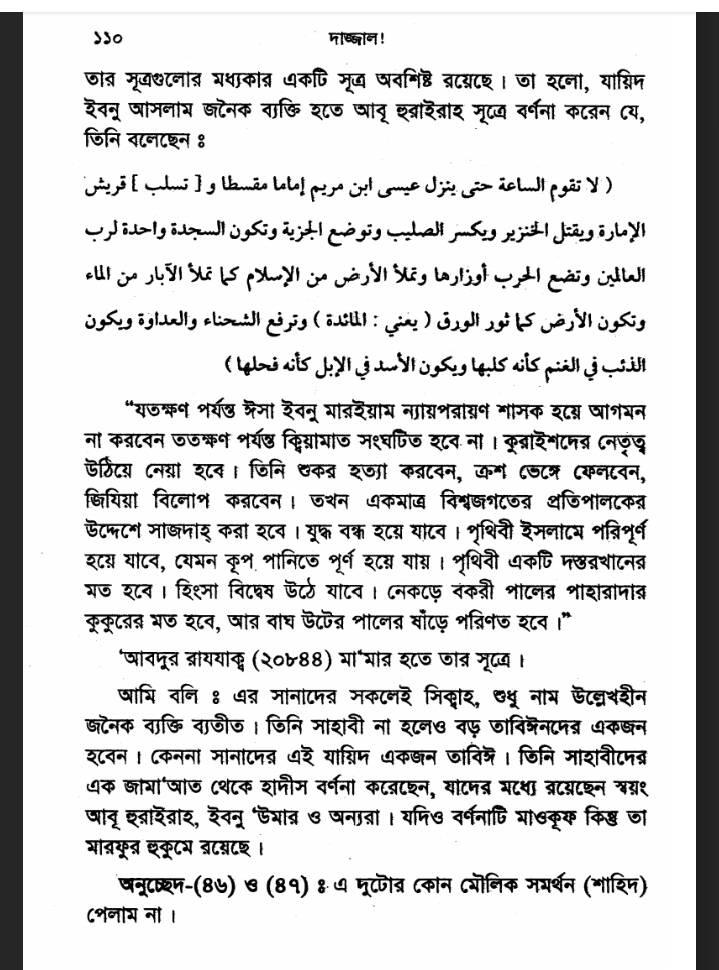 ১১০ দাজ্জাল!
তার সূত্রগুলোর মধ্যকার একটি সূত্র অবশিষ্ট রয়েছে। তা হলো, যায়িদ
ইবনু আসলাম জনৈক ব্যক্তি হতে আবূ হুরাইরাহ সূত্রে বর্ণনা করেন যে,
তিনি বলেছেন ঃ
( لا تقوم الساعة حتى ينزل عيسى ابن مريم إماما مقسطا و [ تسلب ] قريش
الإمارة ويقتل الخنزير ويكسر الصليب وتوضع الجزية وتكون السجدة واحدة لرب
العالمين وتضع الحرب أوزارها وتملأ الأرض من الإسلام كما تملأ الآبار من الماء
وتكون الأرض كما ثور الورق ( يعني : المائدة ) وترفع الشحناء والعداوة ويكون
الذئب في الغنم كأنه كلبها ويكون الأسد في الإبل كأنه فحلها )
“যতক্ষণ পর্যন্ত ঈসা ইবনু মারইয়াম ন্যায়পরায়ণ শাসক হয়ে আগমন
না করবেন ততক্ষণ পর্যন্ত ক্বিয়ামাত সংঘটিত হবে না। কুরাইশদের নেতৃত্ব
উঠিয়ে নেয়া হবে। তিনি শুকর হত্যা করবেন, ক্রশ ভেঙ্গে ফেলবেন,
জিযিয়া বিলোপ করবেন। তখন একমাত্র বিশ্বজগতের প্রতিপালকের
উদ্দেশে সাজদাহ্ করা হবে। যুদ্ধ বন্ধ হয়ে যাবে। পৃথিবী ইসলামে পরিপূর্ণ
হয়ে যাবে, যেমন কূপ পানিতে পূর্ণ হয়ে যায়। পৃথিবী একটি দস্তরখানের
মত হবে। হিংসা বিদ্বেষ উঠে যাবে। নেকড়ে বকরী পালের পাহারাদার
কুকুরের মত হবে, আর বাঘ উটের পালের ষাঁড়ে পরিণত হবে।”
‘আবদুর রাযযাক্ব (২০৮৪৪) মা‘মার হতে তার সূত্রে।
আমি বলি ঃ এর সানাদের সকলেই সিক্বাহ, শুধু নাম উল্লেখহীন
জনৈক ব্যক্তি ব্যতীত। তিনি সাহাবী না হলেও বড় তাবিঈনদের একজন
হবেন। কেননা সানাদের এই যায়িদ একজন তাবিঈ। তিনি সাহাবীদের
এক জামা‘আত থেকে হাদীস বর্ণনা করেছেন, যাদের মধ্যে রয়েছেন স্বয়ং
আবূ হুরাইরাহ, ইবনু ‘উমার ও অন্যরা। যদিও বর্ণনাটি মাওকূফ কিন্তু তা
মারফুর হুকুমে রয়েছে।
অনুচ্ছেদ-(৪৬) ও (৪৭) ঃ এ দুটোর কোন মৌলিক সমর্থন (শাহিদ)
পেলাম না।